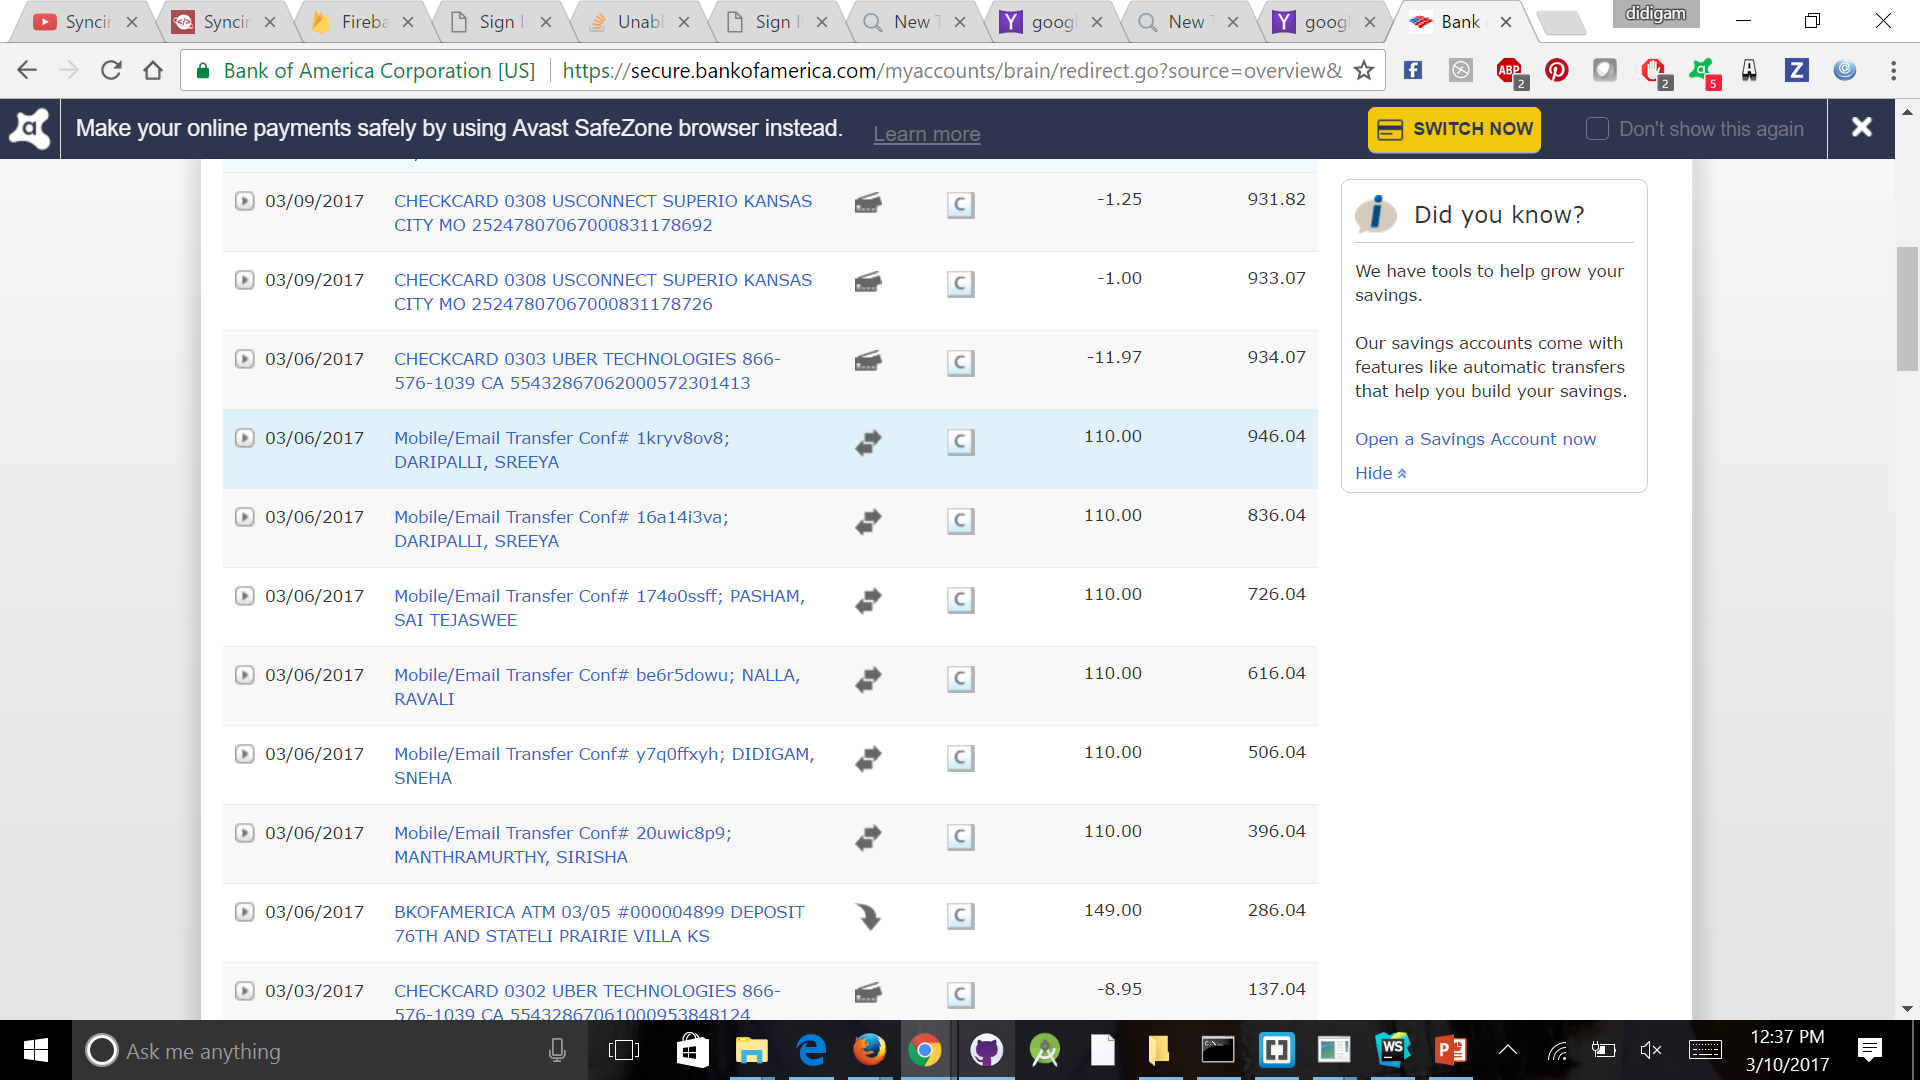 Syncin
Syncin
Fireba
Sign I
Unabl
Sign I
New T
googl
New T
googl
Bank
didigam
Bank of America Corporation [US]
https://secure.bankofamerica.com/myaccounts/brain/redirect.go?source=overview&
ABP
2
2
5
Z
Make your online payments safely by using Avast SafeZone browser instead. Learn more
SWITCH NOW
Don't show this again
03/09/2017 CHECKCARD 0308 USCONNECT SUPERIO KANSAS C -1.25 931.82
CITY MO 25247807067000831178692
03/09/2017 CHECKCARD 0308 USCONNECT SUPERIO KANSAS C -1.00 933.07
CITY MO 25247807067000831178726
03/06/2017 CHECKCARD 0303 UBER TECHNOLOGIES 866- C -11.97 934.07
576-1039 CA 55432867062000572301413
03/06/2017 Mobile/Email Transfer Conf# 1kryv8ov8; C 110.00 946.04
DARIPALLI, SREEYA
03/06/2017 Mobile/Email Transfer Conf# 16a14i3va; C 110.00 836.04
DARIPALLI, SREEYA
03/06/2017 Mobile/Email Transfer Conf# 174o0ssff; PASHAM, C 110.00 726.04
SAI TEJASWEE
03/06/2017 Mobile/Email Transfer Conf# be6r5dowu; NALLA, C 110.00 616.04
RAVALI
03/06/2017 Mobile/Email Transfer Conf# y7q0ffxyh; DIDIGAM, C 110.00 506.04
SNEHA
03/06/2017 Mobile/Email Transfer Conf# 20uwic8p9; C 110.00 396.04
MANTHRAMURTHY, SIRISHA
03/06/2017 BKOFAMERICA ATM 03/05 #000004899 DEPOSIT C 149.00 286.04
76TH AND STATELI PRAIRIE VILLA KS
03/03/2017 CHECKCARD 0302 UBER TECHNOLOGIES 866- C -8.95 137.04
576-1039 CA 55432867061000953848124
Did you know?
We have tools to help grow your
savings.
Our savings accounts come with
features like automatic transfers
that help you build your savings.
Open a Savings Account now
Hide
Ask me anything
WS
12:37 PM
3/10/2017